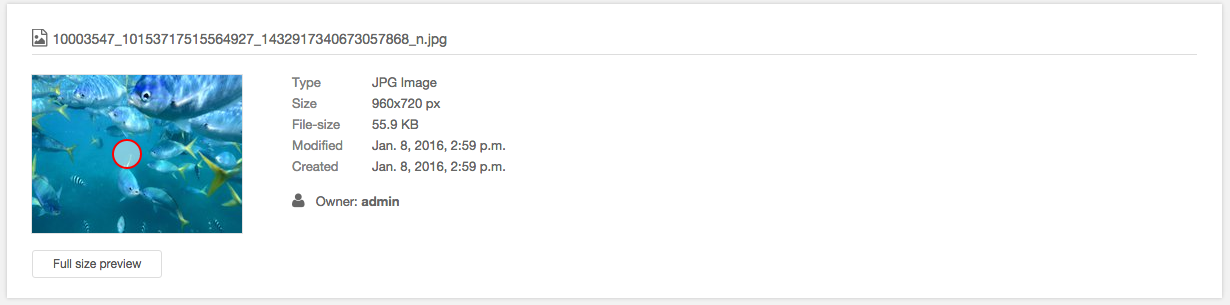 10003547_10153717515564927_1432917340673057868_n.jpg
Type JPG Image
Size 960x720 px
File-size 55.9 KB
Modified Jan. 8, 2016, 2:59 p.m.
Created Jan. 8, 2016, 2:59 p.m.
Owner: admin
Full size preview